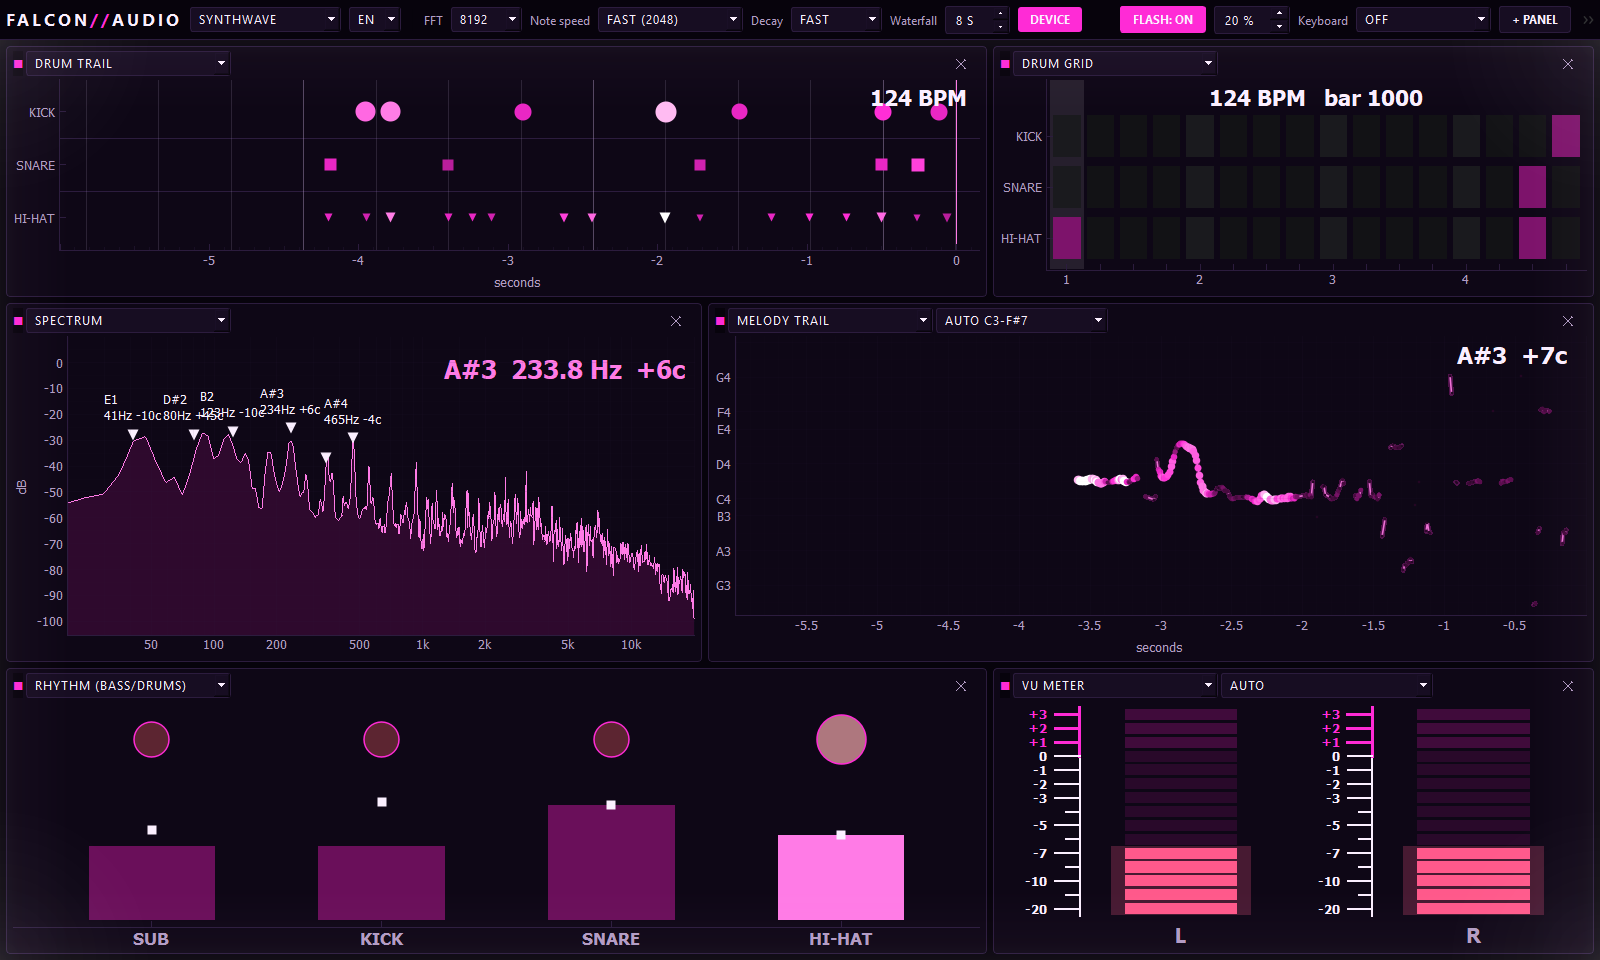 FALCON//AUDIO SYNTHWAVE EN FFT 8192 Note speed FAST (2048) Decay FAST Waterfall 8 S DEVICE FLASH: ON 20 % Keyboard OFF + PANEL
DRUM TRAIL
124 BPM
KICK
SNARE
HI-HAT
-5 -4 -3 -2 -1 0
seconds
DRUM GRID
124 BPM bar 1000
KICK
SNARE
HI-HAT
1 2 3 4
SPECTRUM
A#3 233.8 Hz +6c
E1
41Hz -10c
D#2
80Hz +45c
B2
123Hz -10c
A#3
234Hz +6c
A#4
465Hz -4c
dB
0
-10
-20
-30
-40
-50
-60
-70
-80
-90
-100
50 100 200 500 1k 2k 5k 10k
MELODY TRAIL AUTO C3-F#7
A#3 +7c
G4
F4
E4
D4
C4
B3
A3
G3
-5.5 -5 -4.5 -4 -3.5 -3 -2.5 -2 -1.5 -1 -0.5
seconds
RHYTHM (BASS/DRUMS)
SUB KICK SNARE HI-HAT
VU METER AUTO
+3 +3
+2 +2
+1 +1
0 0
-1 -1
-2 -2
-3 -3
-5 -5
-7 -7
-10 -10
-20 -20
L R